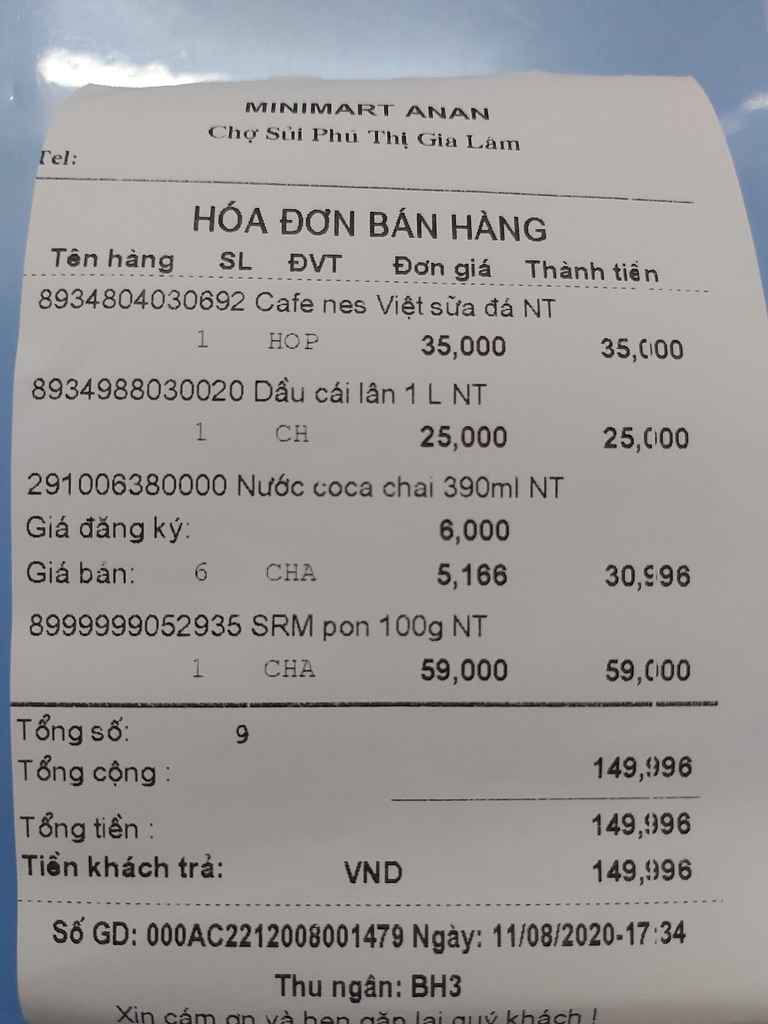 MINIMART ANAN
Chợ Sủi Phú Thị Gia Lâm
Tel:
HÓA ĐƠN BÁN HÀNG
Tên hàng SL ĐVT Đơn giá Thành tiền
8934804030692 Cafe nes Việt sữa đá NT
1 HOP 35,000 35,000
8934988030020 Dầu cái lân 1 L NT
1 CH 25,000 25,000
291006380000 Nước coca chai 390ml NT
Giá đăng ký: 6,000
Giá bán: 6 CHA 5,166 30,996
8999999052935 SRM pon 100g NT
1 CHA 59,000 59,000
Tổng số: 9
Tổng cộng : 149,996
Tổng tiền : 149,996
Tiền khách trả: VND 149,996
Số GD: 000AC2212008001479 Ngày: 11/08/2020-17:34
Thu ngân: BH3
Xin cám ơn và hẹn gặp lại quý khách !